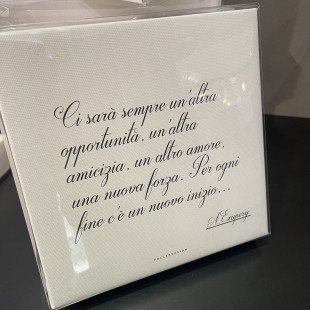 Ci sarà sempre un'altra
opportunità, un'altra
amicizia, un altro amore,
una nuova forza. Per ogni
fine c'è un nuovo inizio...